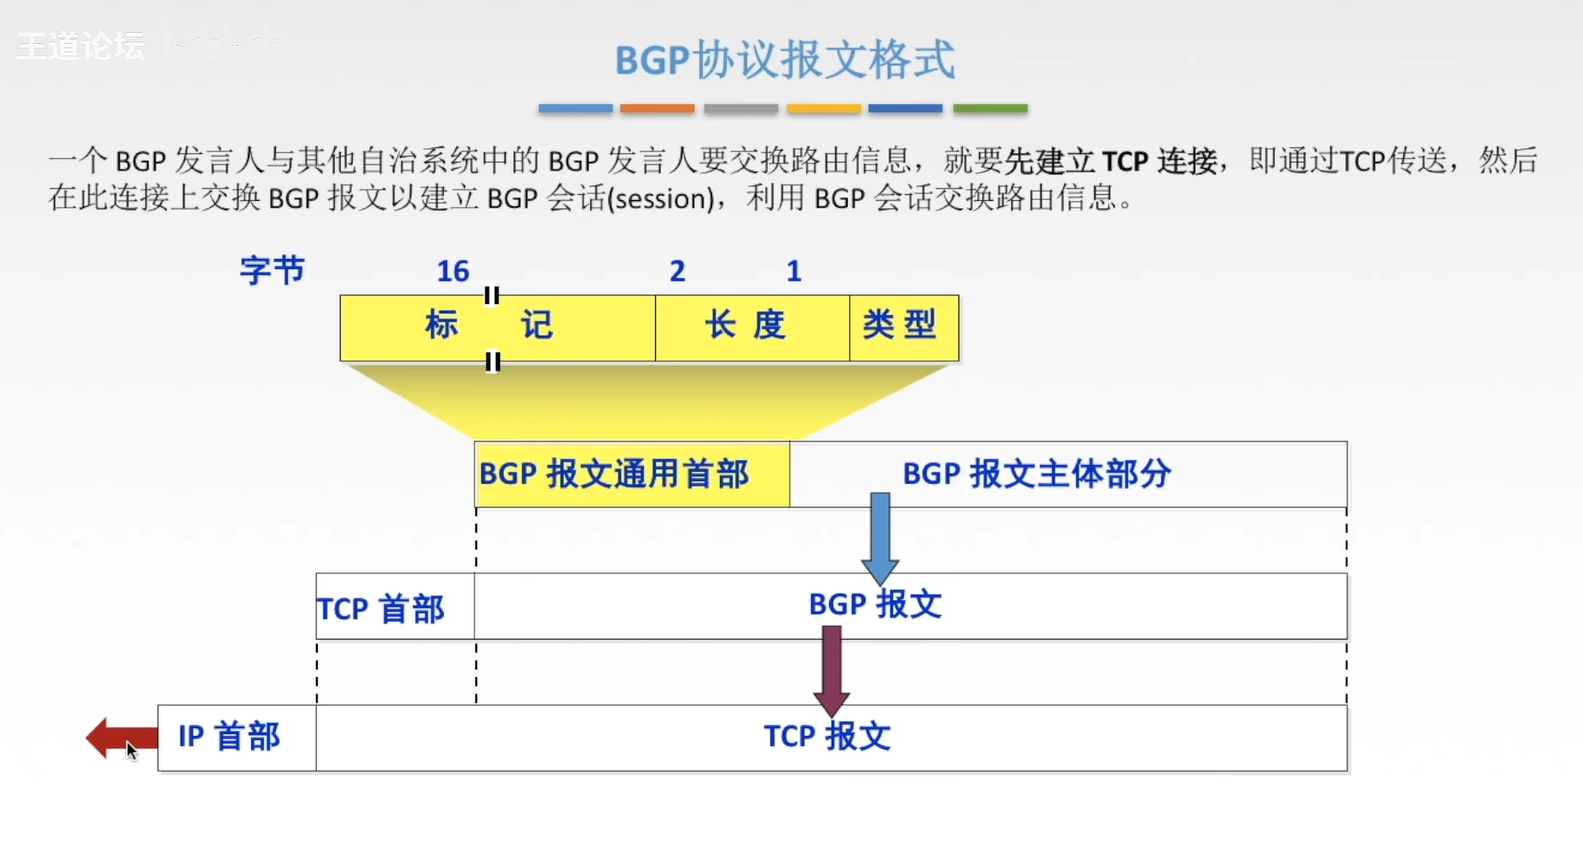 王道论坛
BGP协议报文格式
一个 BGP 发言人与其他自治系统中的 BGP 发言人要交换路由信息，就要先建立 TCP 连接，即通过TCP传送，然后
在此连接上交换 BGP 报文以建立 BGP 会话(session)，利用 BGP 会话交换路由信息。
字节 16 2 1
标 记 长 度 类 型
BGP 报文通用首部 BGP 报文主体部分
TCP 首部 BGP 报文
IP 首部 TCP 报文